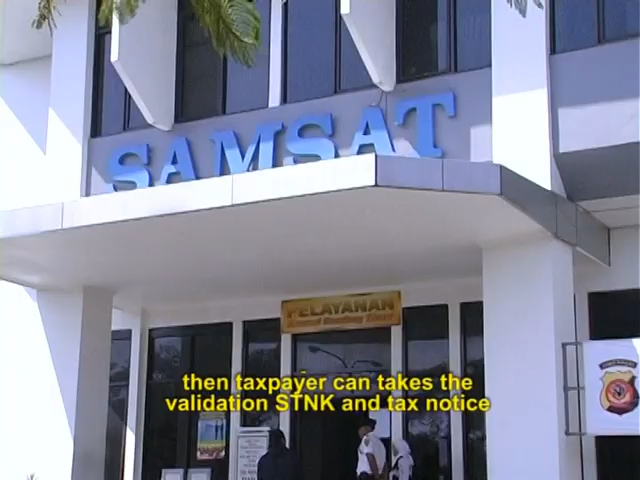 SAMSAT
PELAYANAN
then taxpayer can takes the
validation STNK and tax notice